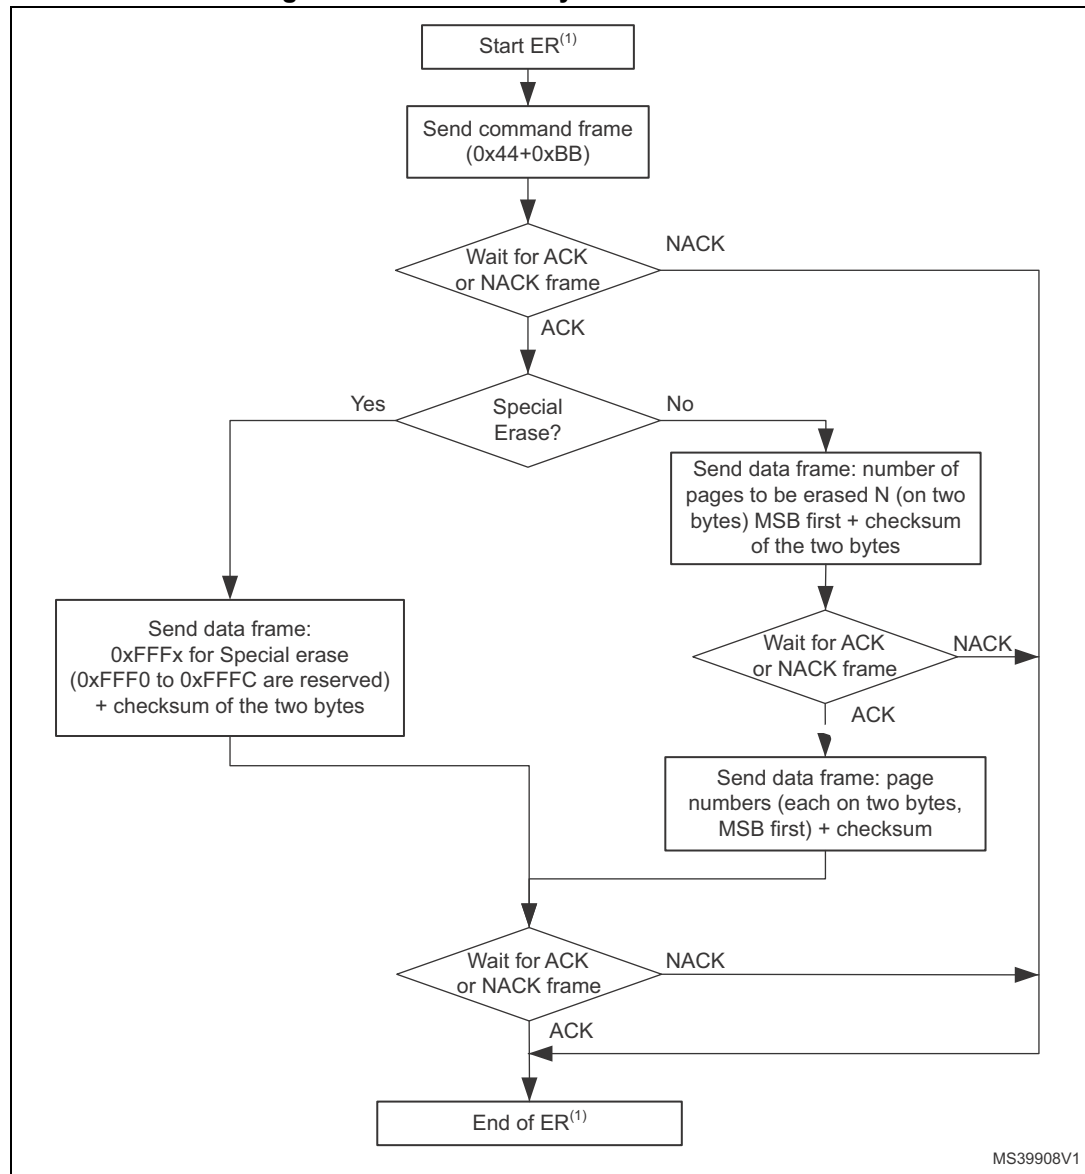 Start ER(1)
Send command frame
(0x44+0xBB)
NACK
Wait for ACK
or NACK frame
ACK
Yes
Special
Erase?
No
Send data frame: number of
pages to be erased N (on two
bytes) MSB first + checksum
of the two bytes
Send data frame:
0xFFFx for Special erase
(0xFFF0 to 0xFFFC are reserved)
+ checksum of the two bytes
Wait for ACK
or NACK frame
NACK
ACK
Send data frame: page
numbers (each on two bytes,
MSB first) + checksum
Wait for ACK
or NACK frame
NACK
ACK
End of ER(1)
MS39908V1